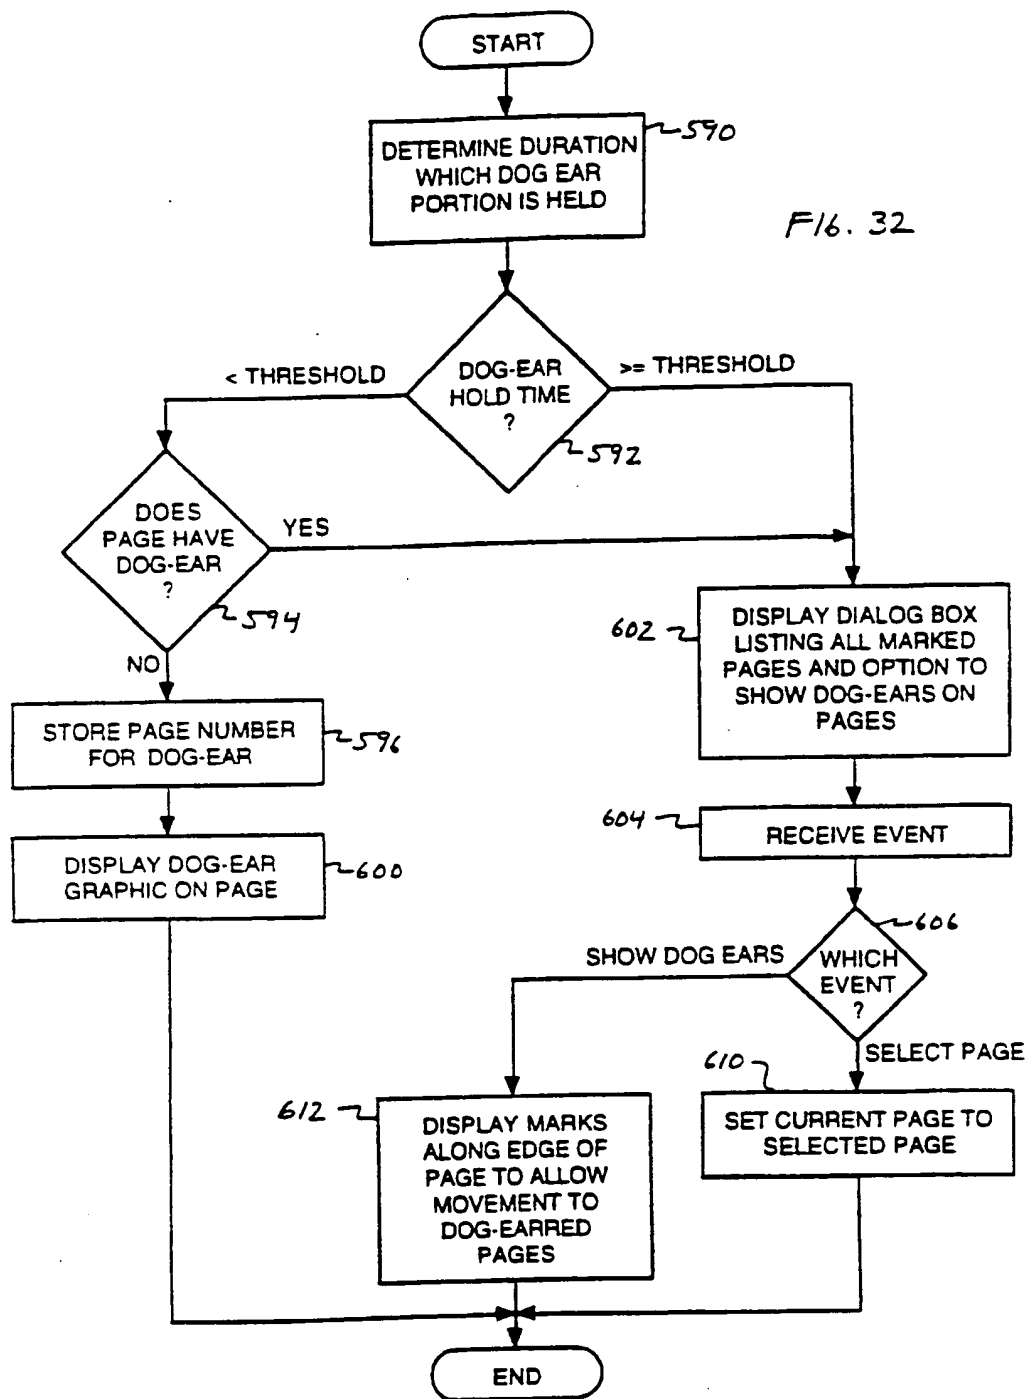 START
DETERMINE DURATION
WHICH DOG EAR
PORTION IS HELD
590
FIG. 32
DOG-EAR
HOLD TIME
?
592
< THRESHOLD
>= THRESHOLD
DOES
PAGE HAVE
DOG-EAR
?
594
YES
NO
STORE PAGE NUMBER
FOR DOG-EAR
596
DISPLAY DOG-EAR
GRAPHIC ON PAGE
600
602
DISPLAY DIALOG BOX
LISTING ALL MARKED
PAGES AND OPTION TO
SHOW DOG-EARS ON
PAGES
604
RECEIVE EVENT
606
WHICH
EVENT
?
SHOW DOG EARS
SELECT PAGE
610
SET CURRENT PAGE TO
SELECTED PAGE
612
DISPLAY MARKS
ALONG EDGE OF
PAGE TO ALLOW
MOVEMENT TO
DOG-EARRED
PAGES
END